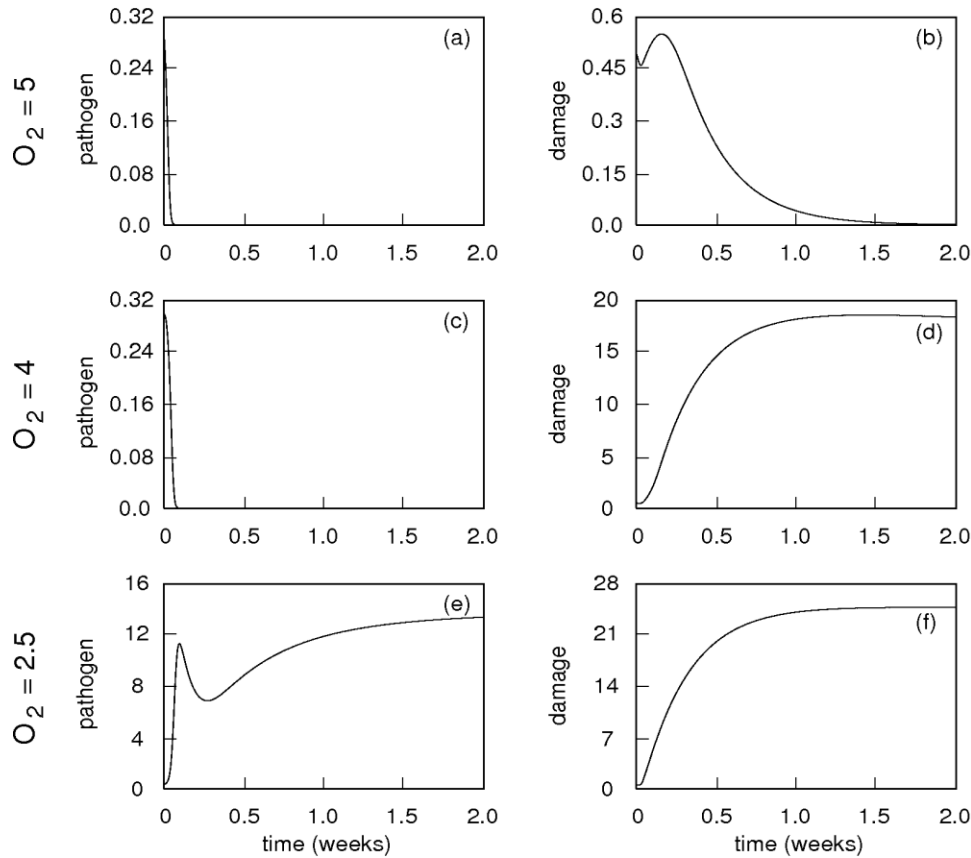 O2 = 5
pathogen
0.32
0.24
0.16
0.08
0.0
(a)
0 0.5 1.0 1.5 2.0
damage
0.6
0.45
0.3
0.15
0.0
(b)
0 0.5 1.0 1.5 2.0
O2 = 4
pathogen
0.32
0.24
0.16
0.08
0.0
(c)
0 0.5 1.0 1.5 2.0
damage
20
15
10
5
0
(d)
0 0.5 1.0 1.5 2.0
O2 = 2.5
pathogen
16
12
8
4
0
(e)
0 0.5 1.0 1.5 2.0
time (weeks)
damage
28
21
14
7
0
(f)
0 0.5 1.0 1.5 2.0
time (weeks)